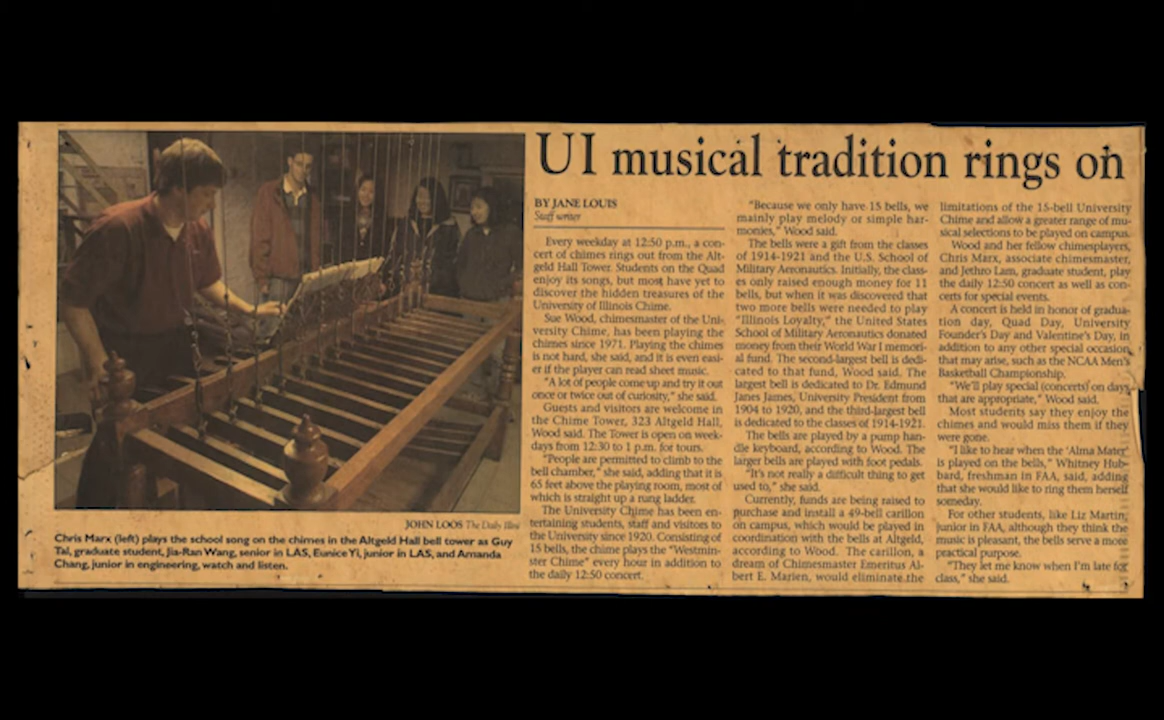 UI musical tradition rings on
BY JANE LOUIS
Staff writer
Every weekday at 12:50 p.m., a con-
cert of chimes rings out from the Alt-
geld Hall Tower. Students on the Quad
enjoy its songs, but most have yet to
discover the hidden treasures of the
University of Illinois Chime.
Sue Wood, chimesmaster of the Uni-
versity Chime, has been playing the
chimes since 1971. Playing the chimes
is not hard, she said, and it is even easi-
er if the player can read sheet music.
"A lot of people come up and try it out
once or twice out of curiosity," she said.
Guests and visitors are welcome in
the Chime Tower, 323 Altgeld Hall,
Wood said. The Tower is open on week-
days from 12:30 to 1 p.m. for tours.
"People are permitted to climb to the
bell chamber," she said, adding that it is
65 feet above the playing room, most of
which is straight up a rung ladder.
The University Chime has been en-
tertaining students, staff and visitors to
the University since 1920. Consisting of
15 bells, the chime plays the "Westmin-
ster Chime" every hour in addition to
the daily 12:50 concert.
"Because we only have 15 bells, we
mainly play melody or simple har-
monies," Wood said.
The bells were a gift from the classes
of 1914-1921 and the U.S. School of
Military Aeronautics. Initially, the class-
es only raised enough money for 11
bells, but when it was discovered that
two more bells were needed to play
"Illinois Loyalty," the United States
School of Military Aeronautics donated
money from their World War I memori-
al fund. The second-largest bell is dedi-
cated to that fund, Wood said. The
largest bell is dedicated to Dr. Edmund
Janes James, University President from
1904 to 1920, and the third-largest bell
is dedicated to the classes of 1914-1921.
The bells are played by a pump han-
dle keyboard, according to Wood. The
larger bells are played with foot pedals.
"It's not really a difficult thing to get
used to," she said.
Currently, funds are being raised to
purchase and install a 49-bell carillon
on campus, which would be played in
coordination with the bells at Altgeld,
according to Wood. The carillon, a
dream of Chimesmaster Emeritus Al-
bert E. Marien, would eliminate the
limitations of the 15-bell University
Chime and allow a greater range of mu-
sical selections to be played on campus.
Wood and her fellow chimesplayers,
Chris Marx, associate chimesmaster,
and Jethro Lam, graduate student, play
the daily 12:50 concert as well as con-
certs for special events.
A concert is held in honor of gradua-
tion day, Quad Day, University
Founder's Day and Valentine's Day, in
addition to any other special occasion
that may arise, such as the NCAA Men's
Basketball Championship.
"We'll play special (concerts) on days
that are appropriate," Wood said.
Most students say they enjoy the
chimes and would miss them if they
were gone.
"I like to hear when the 'Alma Mater'
is played on the bells," Whitney Hub-
bard, freshman in FAA, said, adding
that she would like to ring them herself
someday.
For other students, like Liz Martin,
junior in FAA, although they think the
music is pleasant, the bells serve a more
practical purpose.
"They let me know when I'm late for
class," she said.
JOHN LOOS The Daily Illini
Chris Marx (left) plays the school song on the chimes in the Altgeld Hall bell tower as Guy
Tal, graduate student, Jia-Ran Wang, senior in LAS, Eunice Yi, junior in LAS, and Amanda
Chang, junior in engineering, watch and listen.